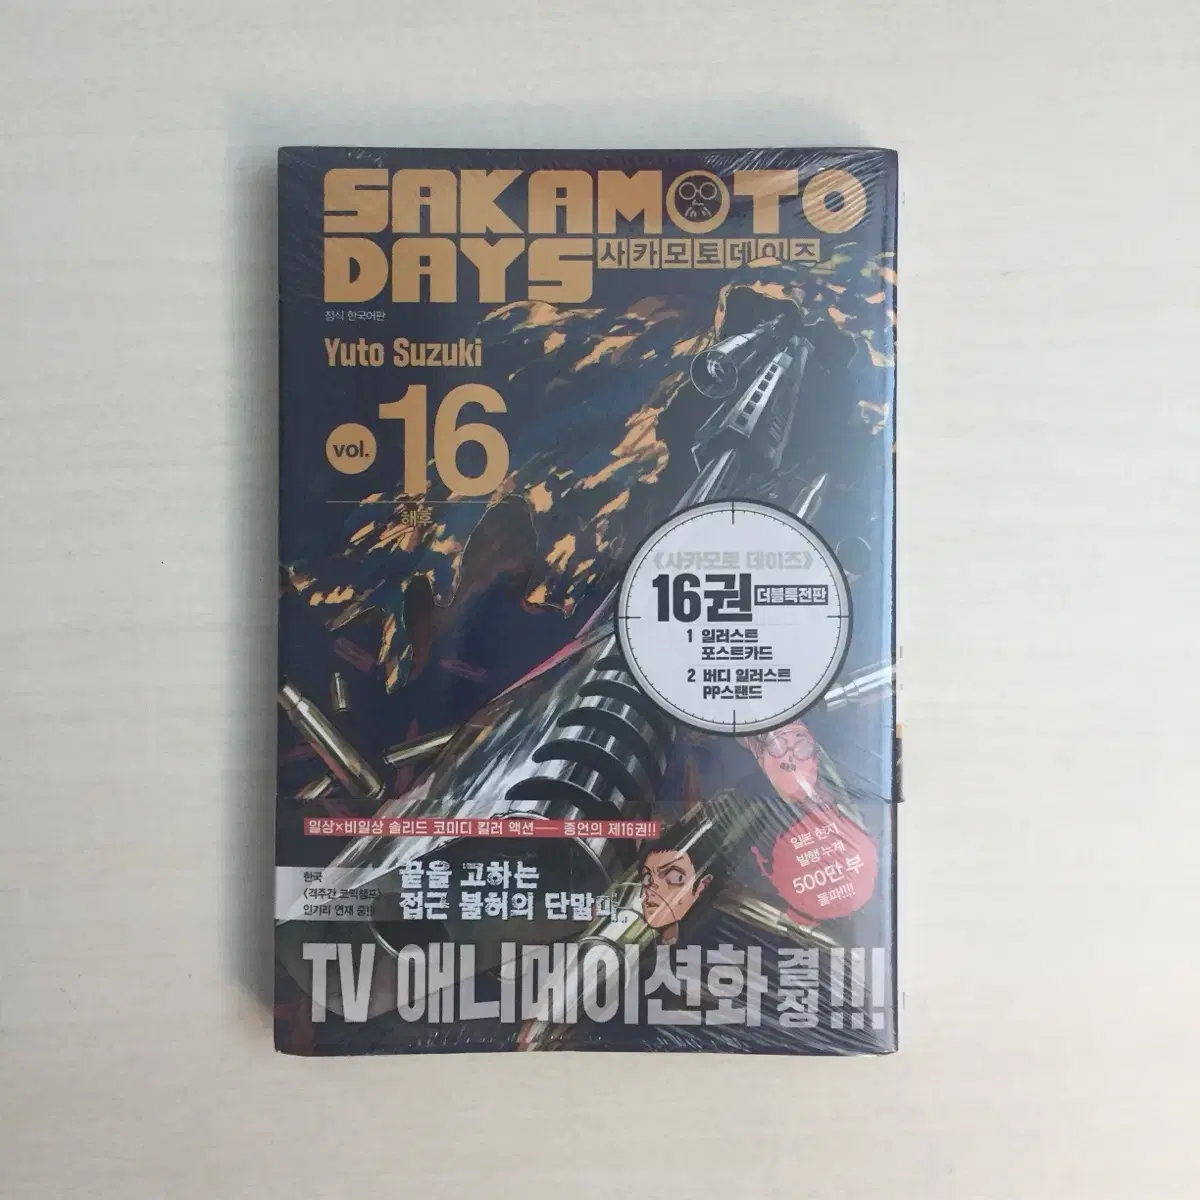 SAKAMOTO
DAYS
사카모토데이즈
정식 한국어판
Yuto Suzuki
vol.
16
해후
《사카모토 데이즈》
16권 더블특전판
1 일러스트
포스트카드
2 버디 일러스트
PP스탠드
일상×비일상 솔리드 코미디 킬러 액션── 종언의 제16권!!
한국
〈격주간 코믹챔프〉
인기리 연재 중!!
끝을 고하는
접근 불허의 단말마…
일본 현지
발행 누계
500만 부
돌파!!!!
TV 애니메이션화 결정!!!